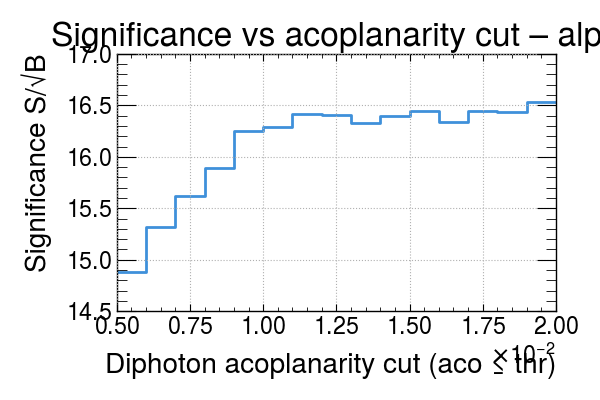 Significance vs acoplanarity cut – alp
Significance S/√B
17.0
16.5
16.0
15.5
15.0
14.5
0.50 0.75 1.00 1.25 1.50 1.75 2.00
×10⁻²
Diphoton acoplanarity cut (aco ≤ thr)